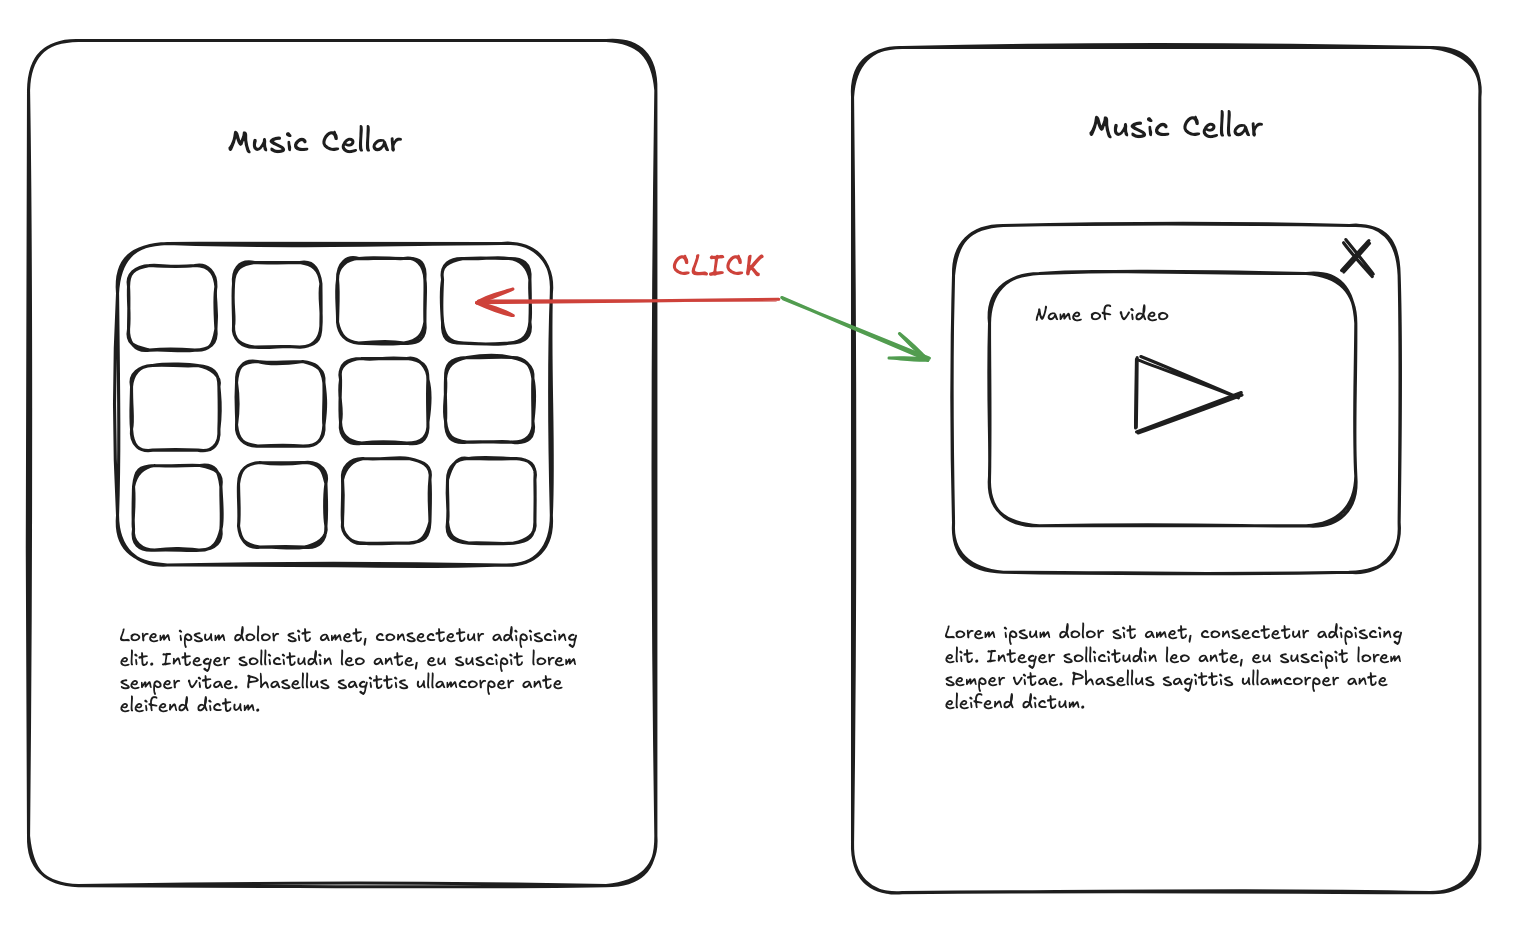 Music Cellar
Lorem ipsum dolor sit amet, consectetur adipiscing
elit. Integer sollicitudin leo ante, eu suscipit lorem
semper vitae. Phasellus sagittis ullamcorper ante
eleifend dictum.
CLICK
Music Cellar
Name of video
Lorem ipsum dolor sit amet, consectetur adipiscing
elit. Integer sollicitudin leo ante, eu suscipit lorem
semper vitae. Phasellus sagittis ullamcorper ante
eleifend dictum.